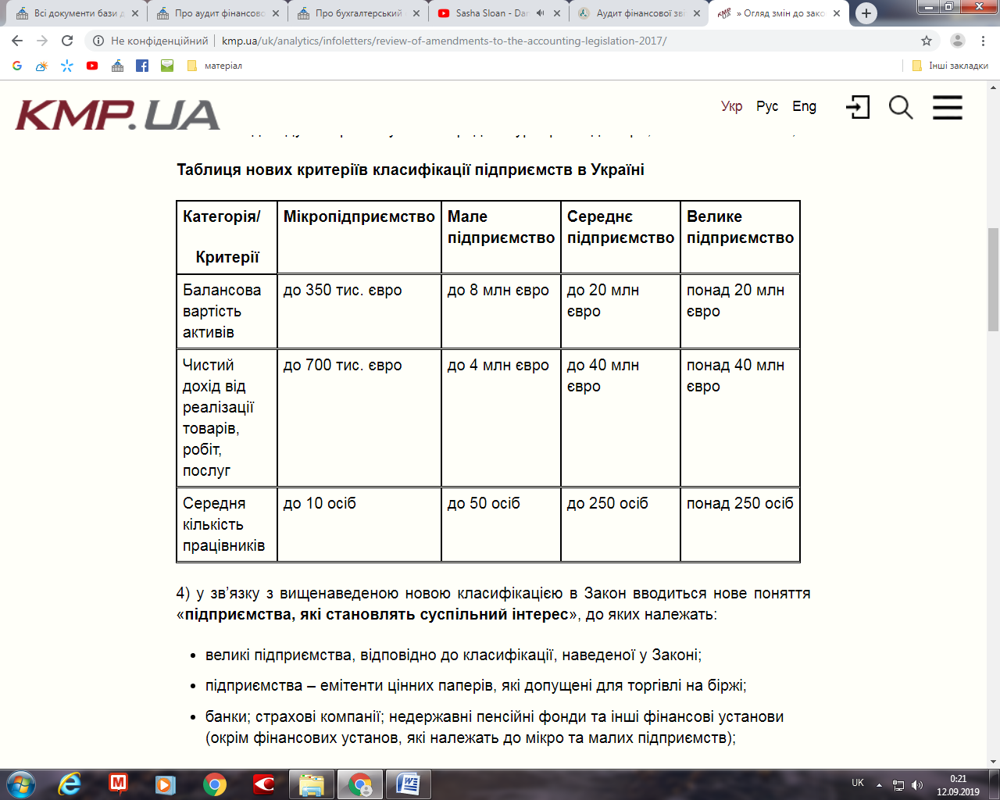 Всі документи бази д
Про аудит фінансово
Про бухгалтерський
Sasha Sloan - Dan
Аудит фінансової зві
» Огляд змін до зако
Не конфіденційний
kmp.ua/uk/analytics/infoletters/review-of-amendments-to-the-accounting-legislation-2017/
матеріал
Інші закладки
KMP.UA
Укр Рус Eng
Таблиця нових критеріїв класифікації підприємств в Україні
Категорія/
Критерії
Мікропідприємство
Мале
підприємство
Середнє
підприємство
Велике
підприємство
Балансова
вартість
активів
до 350 тис. євро
до 8 млн євро
до 20 млн
євро
понад 20 млн
євро
Чистий
дохід від
реалізації
товарів,
робіт,
послуг
до 700 тис. євро
до 4 млн євро
до 40 млн
євро
понад 40 млн
євро
Середня
кількість
працівників
до 10 осіб
до 50 осіб
до 250 осіб
понад 250 осіб
4) у зв’язку з вищенаведеною новою класифікацією в Закон вводиться нове поняття
«підприємства, які становлять суспільний інтерес», до яких належать:
• великі підприємства, відповідно до класифікації, наведеної у Законі;
• підприємства – емітенти цінних паперів, які допущені для торгівлі на біржі;
• банки; страхові компанії; недержавні пенсійні фонди та інші фінансові установи
(окрім фінансових установ, які належать до мікро та малих підприємств);
UK
0:21
12.09.2019